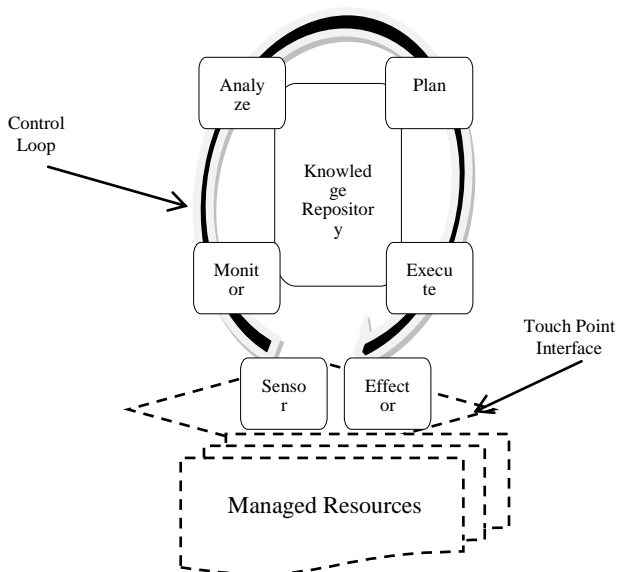 Analy
ze
Plan
Control
Loop
Knowled
ge
Repositor
y
Monit
or
Execu
te
Touch Point
Interface
Senso
r
Effect
or
Managed Resources